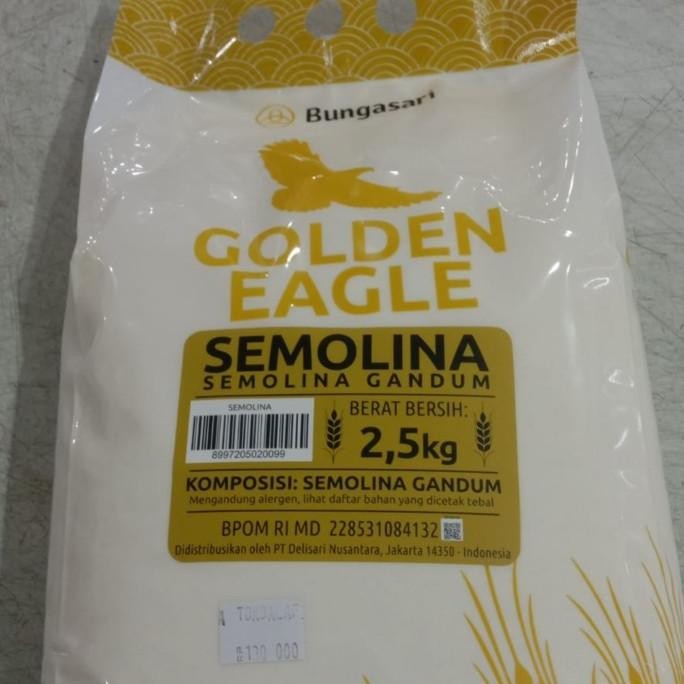 Bungasari
GOLDEN
EAGLE
SEMOLINA
SEMOLINA GANDUM
SEMOLINA
8997205020099
BERAT BERSIH:
2,5kg
KOMPOSISI: SEMOLINA GANDUM
Mengandung alergen, lihat daftar bahan yang dicetak tebal
BPOM RI MD 228531084132
Didistribusikan oleh PT Delisari Nusantara, Jakarta 14350 - Indonesia